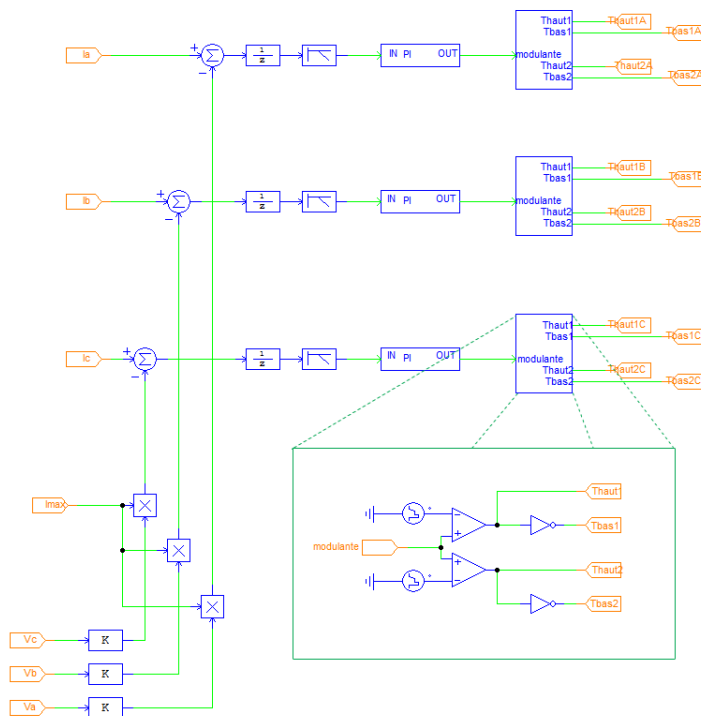 Ia
+
Σ
−
1
z
IN PI OUT
modulante
Thaut1
Tbas1
Thaut2
Tbas2
Thaut1A
Tbas1A
Thaut2A
Tbas2A
Ib
+
Σ
−
1
z
IN PI OUT
modulante
Thaut1
Tbas1
Thaut2
Tbas2
Thaut1B
Tbas1B
Thaut2B
Tbas2B
Ic
+
Σ
−
1
z
IN PI OUT
modulante
Thaut1
Tbas1
Thaut2
Tbas2
Thaut1C
Tbas1C
Thaut2C
Tbas2C
Imax
modulante
−
+
+
−
Thaut1
Tbas1
Thaut2
Tbas2
Vc
K
Vb
K
Va
K